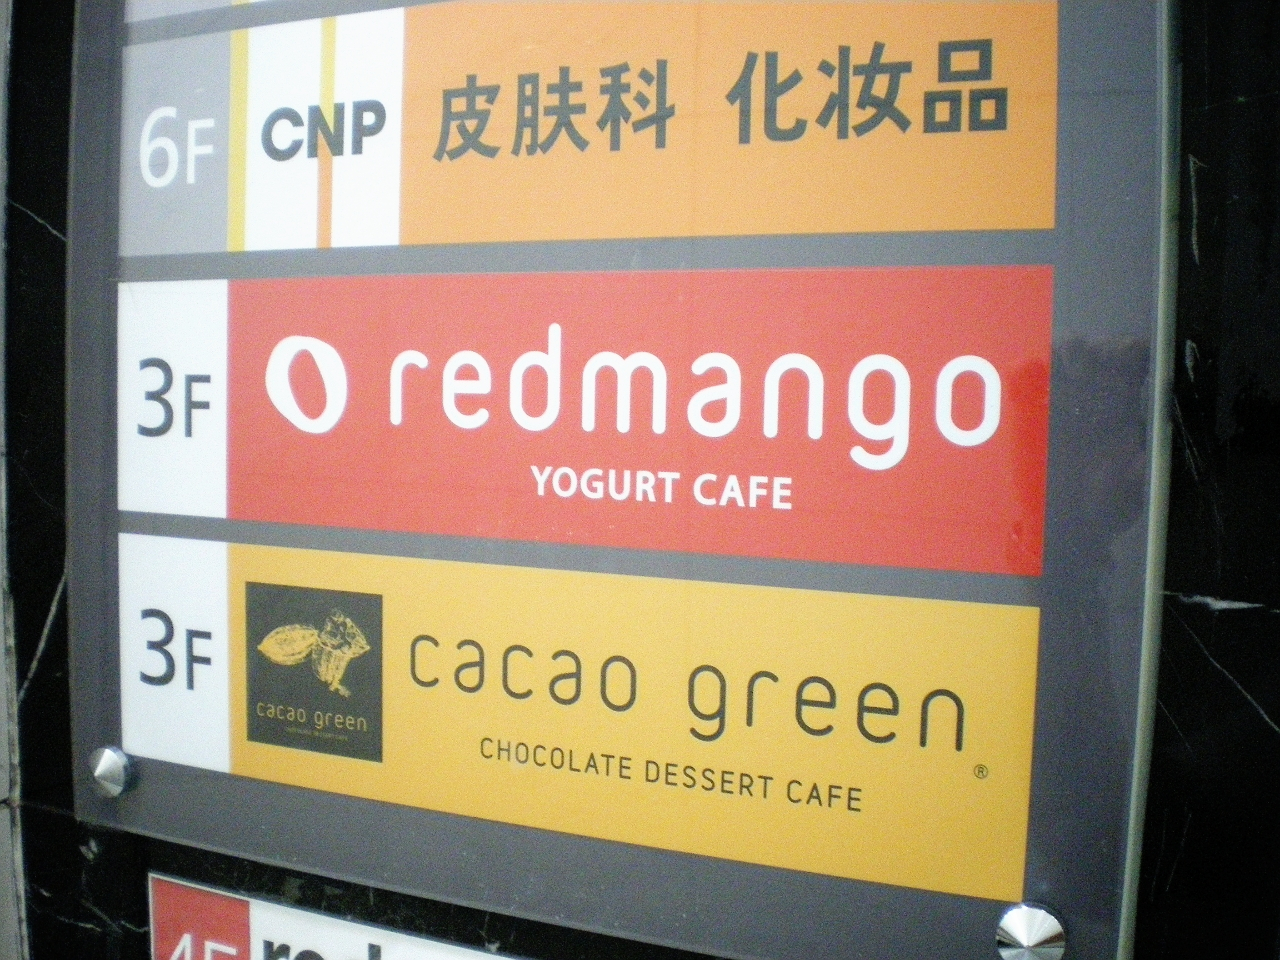 6F CNP 皮肤科 化妆品
3F redmango
YOGURT CAFE
3F cacao green
cacao green
CHOCOLATE DESSERT CAFE ®
4F